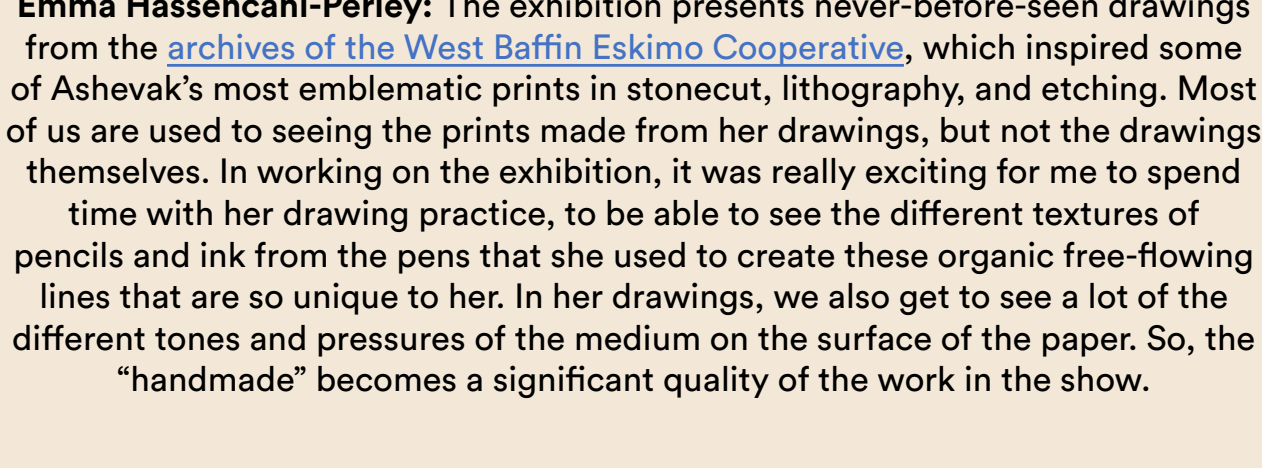 Emma Hassencahl-Perley: The exhibition presents never-before-seen drawings
from the archives of the West Baffin Eskimo Cooperative, which inspired some
of Ashevak’s most emblematic prints in stonecut, lithography, and etching. Most
of us are used to seeing the prints made from her drawings, but not the drawings
themselves. In working on the exhibition, it was really exciting for me to spend
time with her drawing practice, to be able to see the different textures of
pencils and ink from the pens that she used to create these organic free-flowing
lines that are so unique to her. In her drawings, we also get to see a lot of the
different tones and pressures of the medium on the surface of the paper. So, the
“handmade” becomes a significant quality of the work in the show.